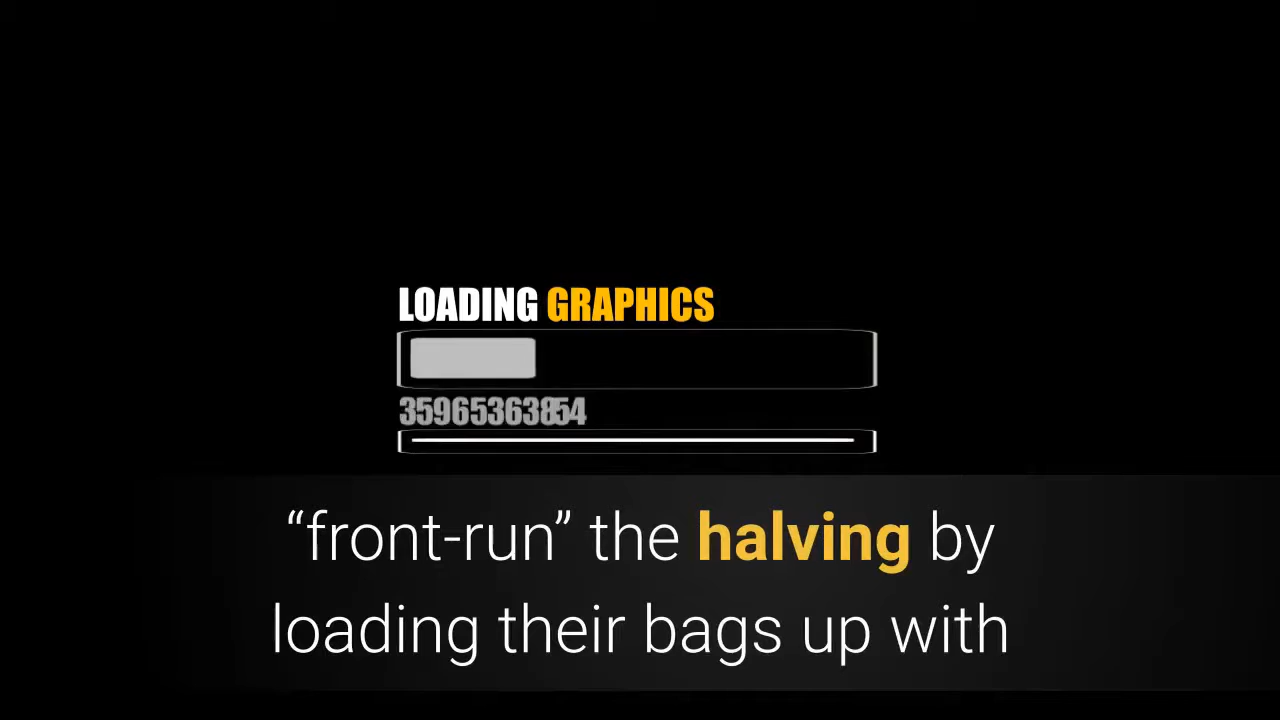 LOADING GRAPHICS
“front-run” the halving by
loading their bags up with